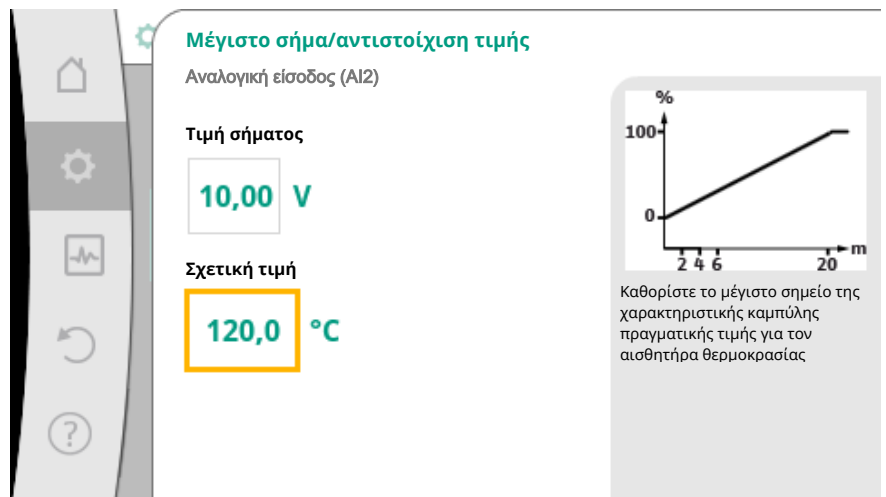 Μέγιστο σήμα/αντιστοίχιση τιμής
Αναλογική είσοδος (AI2)
Τιμή σήματος
10,00 V
Σχετική τιμή
120,0 °C
%
100
0
2 4 6 20 m
Καθορίστε το μέγιστο σημείο της
χαρακτηριστικής καμπύλης
πραγματικής τιμής για τον
αισθητήρα θερμοκρασίας
?